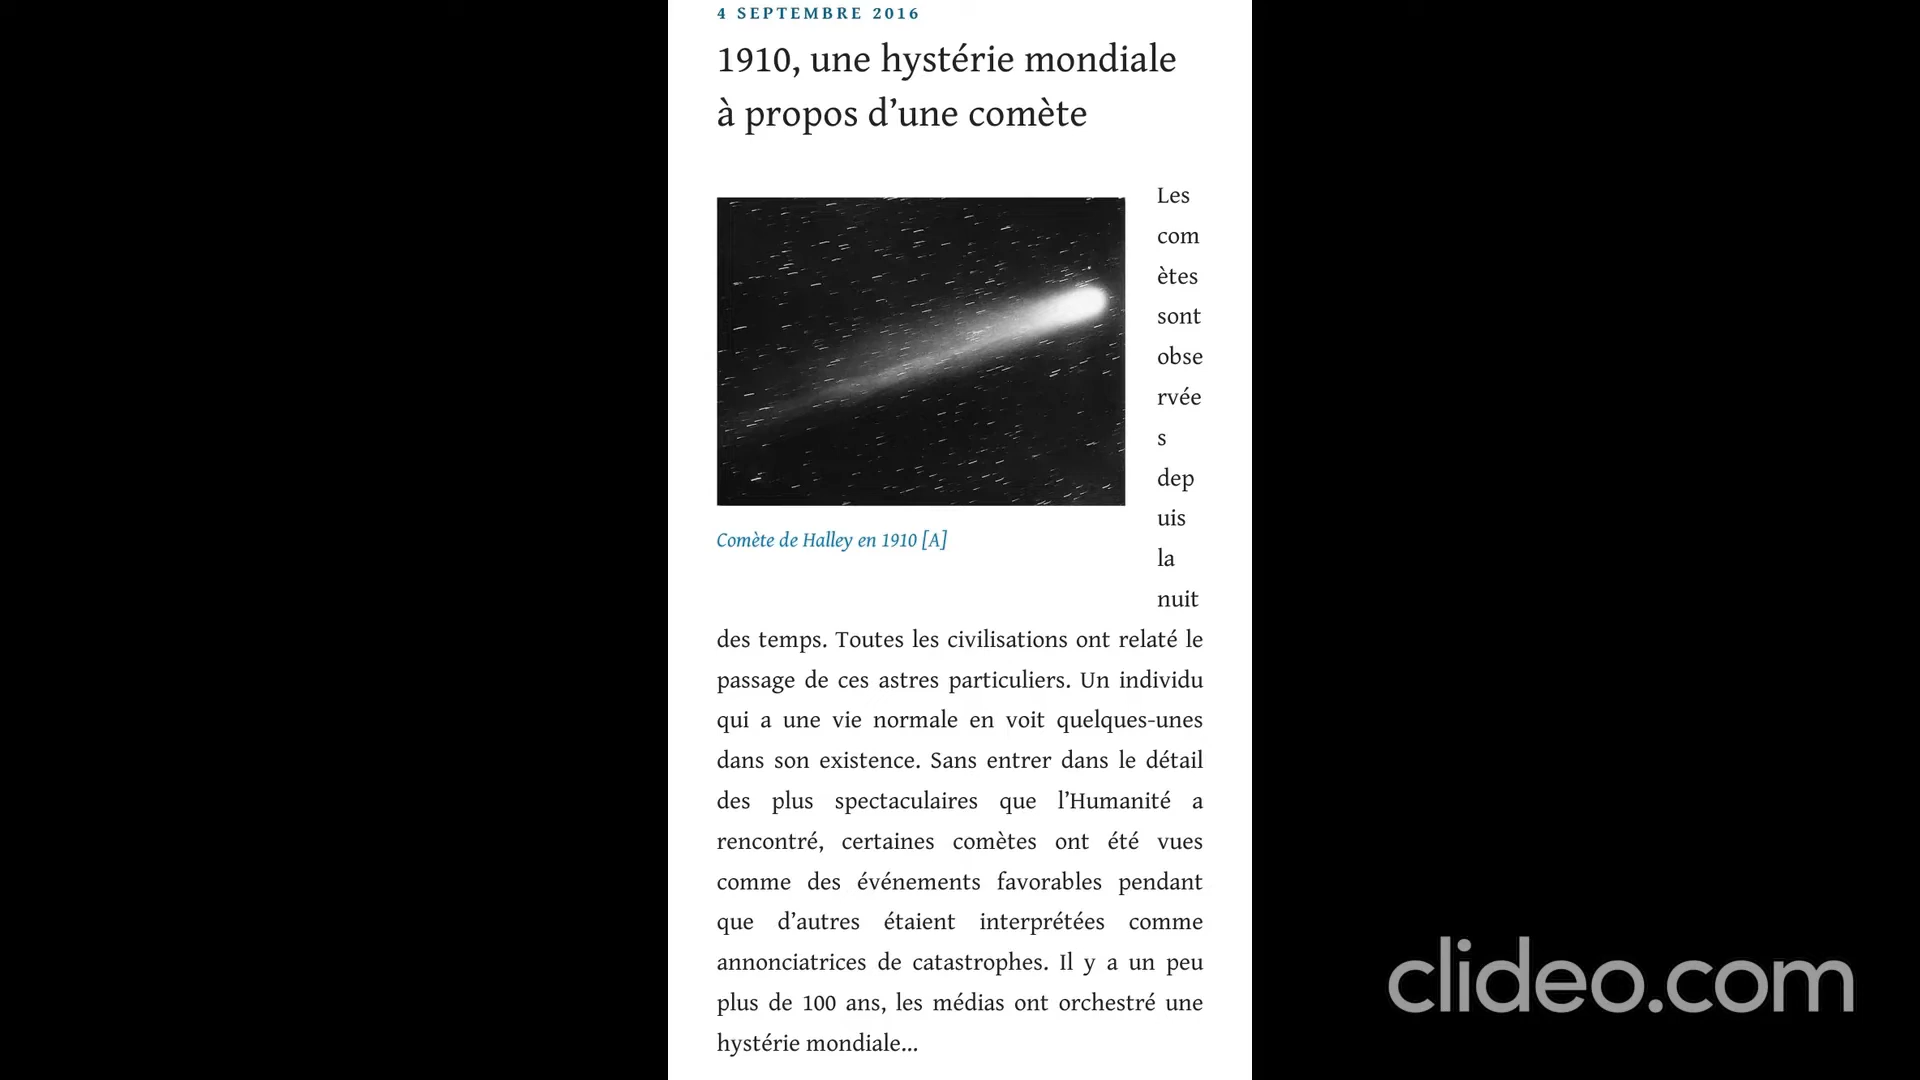 4 SEPTEMBRE 2016
1910, une hystérie mondiale
à propos d’une comète
Les
com
ètes
sont
obse
rvée
s
dep
uis
la
nuit
Comète de Halley en 1910 [A]
des temps. Toutes les civilisations ont relaté le
passage de ces astres particuliers. Un individu
qui a une vie normale en voit quelques-unes
dans son existence. Sans entrer dans le détail
des plus spectaculaires que l’Humanité a
rencontré, certaines comètes ont été vues
comme des événements favorables pendant
que d’autres étaient interprétées comme
annonciatrices de catastrophes. Il y a un peu
plus de 100 ans, les médias ont orchestré une
hystérie mondiale...
clideo.com